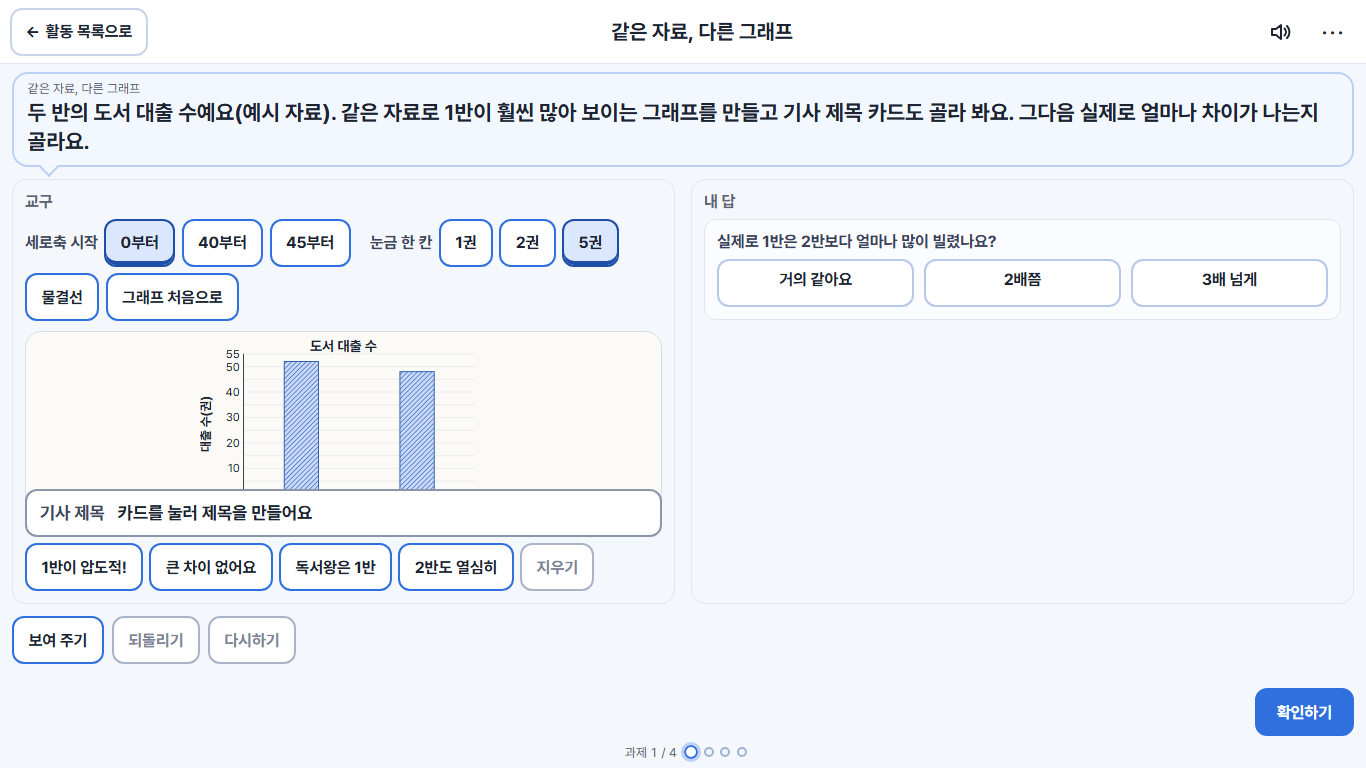 ← 활동 목록으로
같은 자료, 다른 그래프
같은 자료, 다른 그래프
두 반의 도서 대출 수예요(예시 자료). 같은 자료로 1반이 훨씬 많아 보이는 그래프를 만들고 기사 제목 카드도 골라 봐요. 그다음 실제로 얼마나 차이가 나는지
골라요.
교구
세로축 시작 0부터 40부터 45부터 눈금 한 칸 1권 2권 5권
물결선 그래프 처음으로
도서 대출 수
55
50
40
30
20
10
대출 수(권)
기사 제목 카드를 눌러 제목을 만들어요
1반이 압도적! 큰 차이 없어요 독서왕은 1반 2반도 열심히 지우기
내 답
실제로 1반은 2반보다 얼마나 많이 빌렸나요?
거의 같아요 2배쯤 3배 넘게
보여 주기 되돌리기 다시하기
확인하기
과제 1 / 4